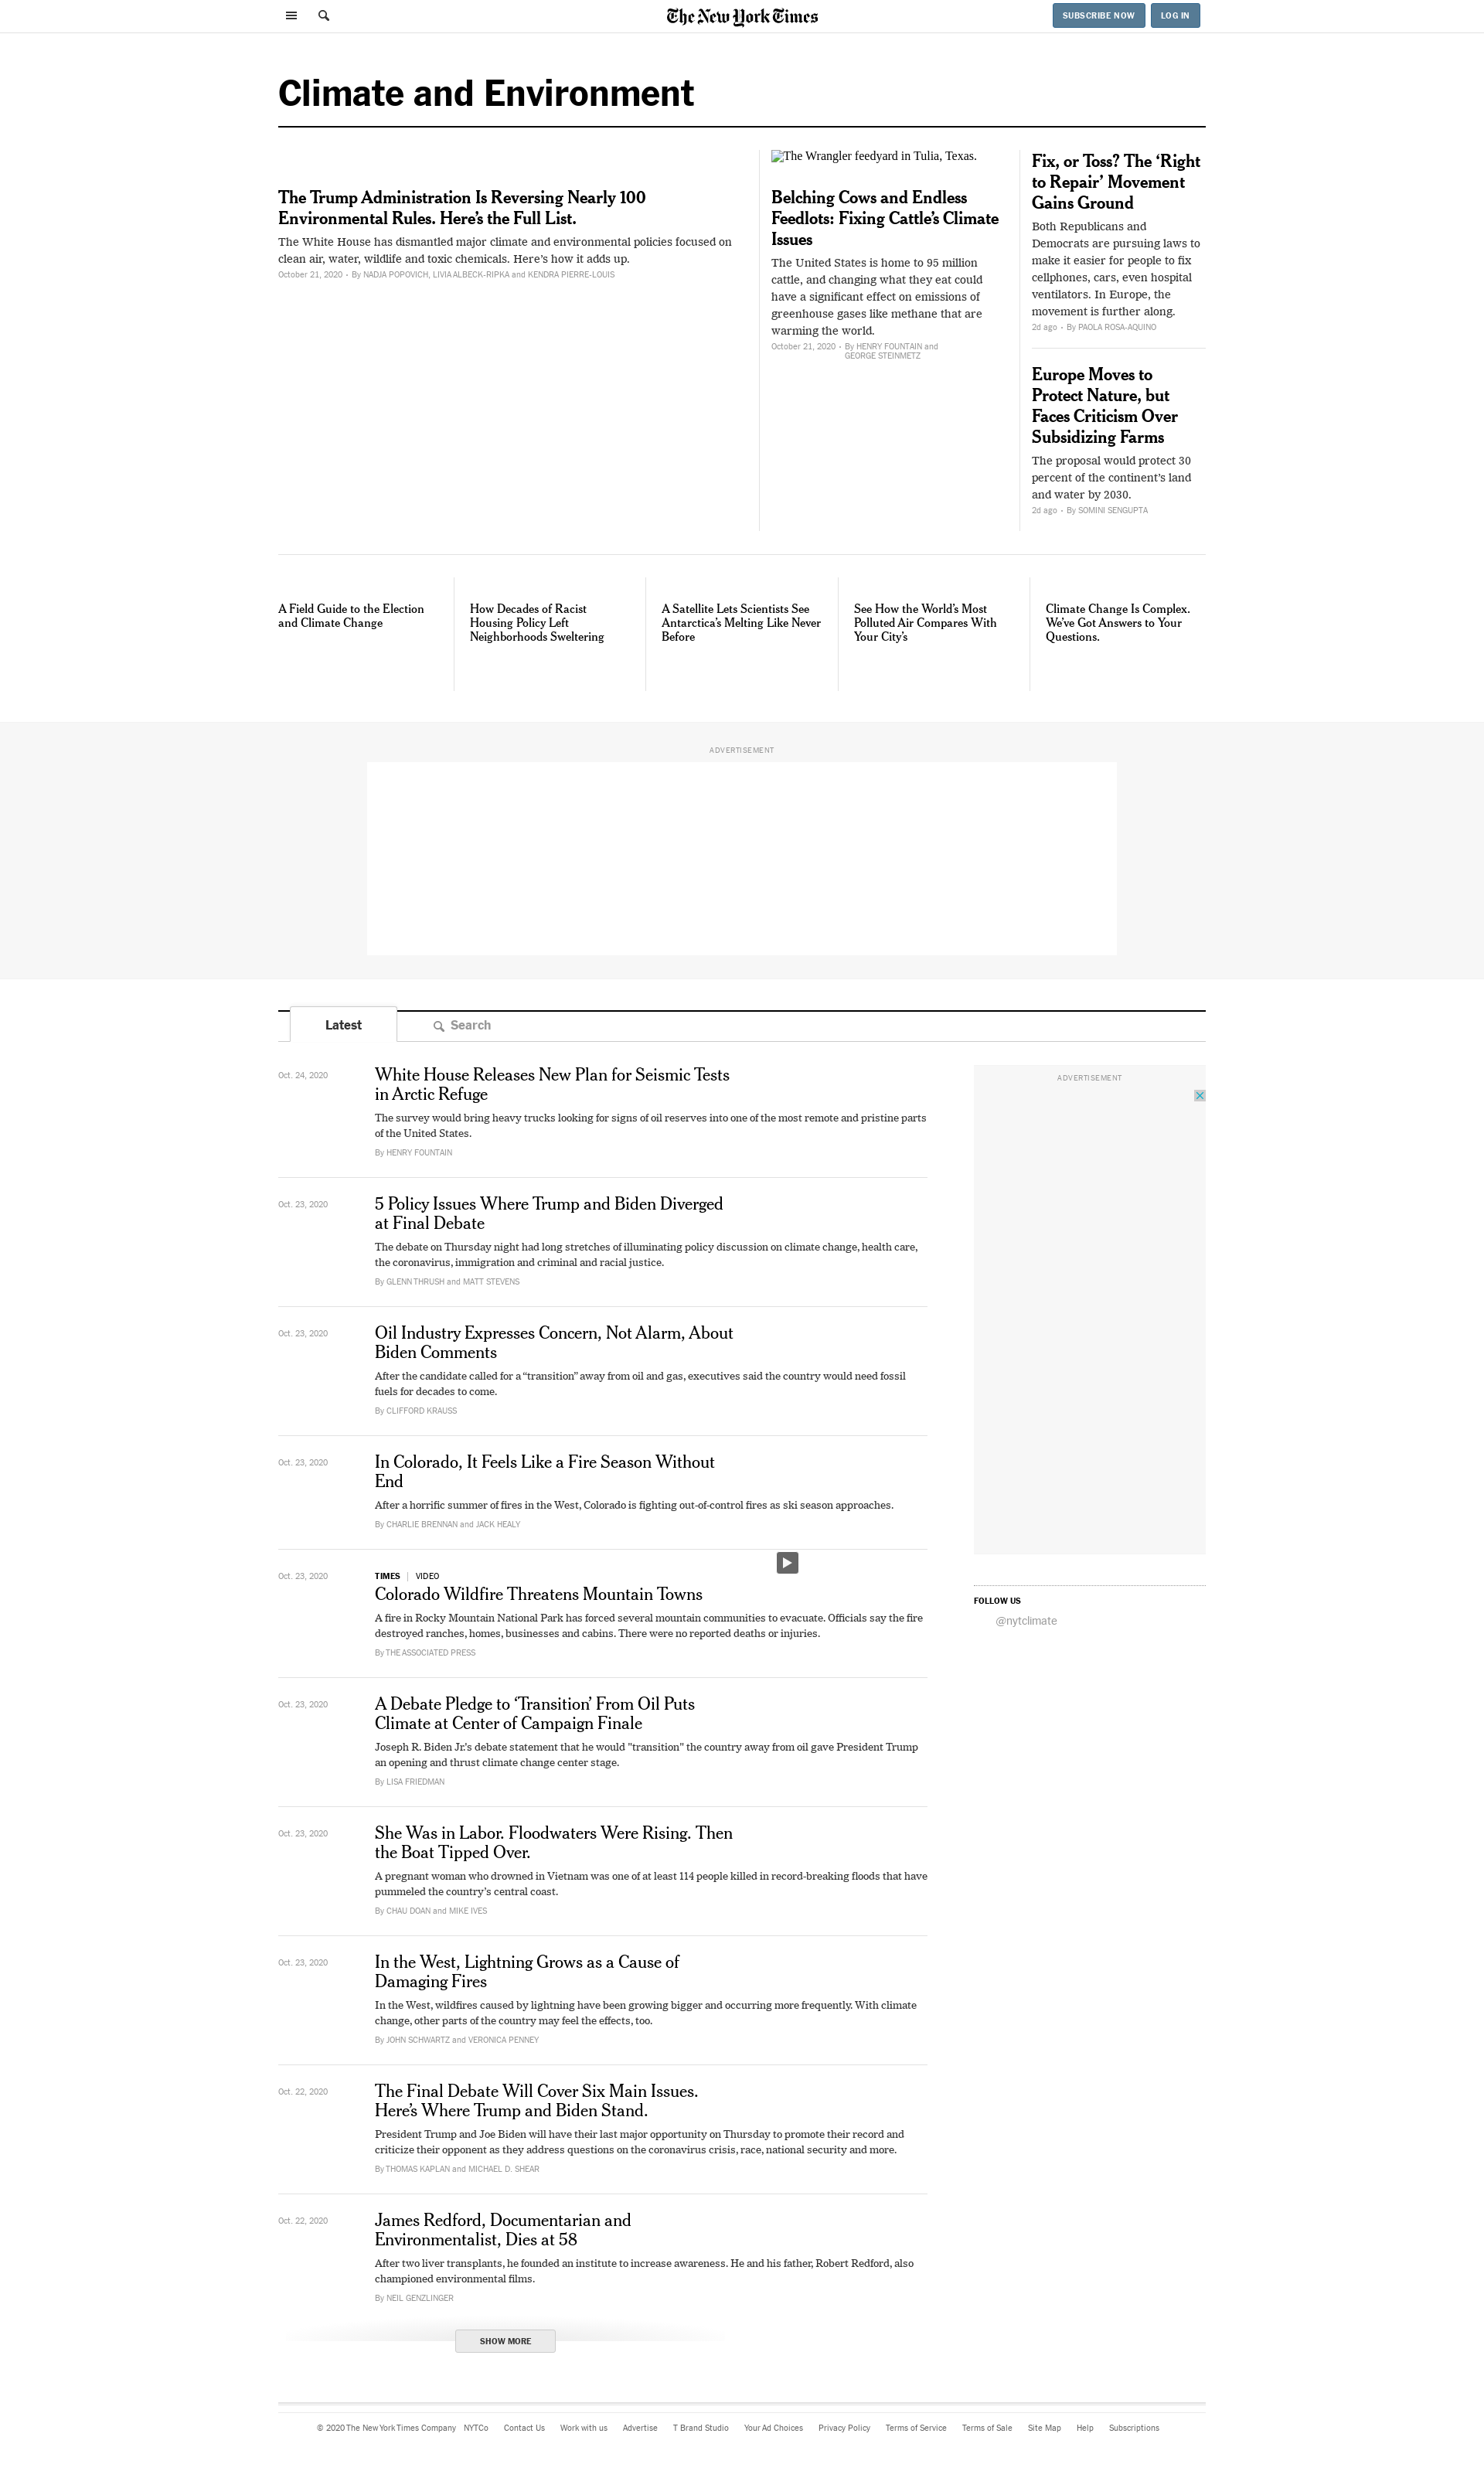 The New York Times
SUBSCRIBE NOW
LOG IN
Climate and Environment
The Trump Administration Is Reversing Nearly 100
Environmental Rules. Here’s the Full List.
The White House has dismantled major climate and environmental policies focused on
clean air, water, wildlife and toxic chemicals. Here’s how it adds up.
October 21, 2020 • By NADJA POPOVICH, LIVIA ALBECK-RIPKA and KENDRA PIERRE-LOUIS
The Wrangler feedyard in Tulia, Texas.
Belching Cows and Endless
Feedlots: Fixing Cattle’s Climate
Issues
The United States is home to 95 million
cattle, and changing what they eat could
have a significant effect on emissions of
greenhouse gases like methane that are
warming the world.
October 21, 2020 • By HENRY FOUNTAIN and
GEORGE STEINMETZ
Fix, or Toss? The ‘Right
to Repair’ Movement
Gains Ground
Both Republicans and
Democrats are pursuing laws to
make it easier for people to fix
cellphones, cars, even hospital
ventilators. In Europe, the
movement is further along.
2d ago • By PAOLA ROSA-AQUINO
Europe Moves to
Protect Nature, but
Faces Criticism Over
Subsidizing Farms
The proposal would protect 30
percent of the continent’s land
and water by 2030.
2d ago • By SOMINI SENGUPTA
A Field Guide to the Election
and Climate Change
How Decades of Racist
Housing Policy Left
Neighborhoods Sweltering
A Satellite Lets Scientists See
Antarctica’s Melting Like Never
Before
See How the World’s Most
Polluted Air Compares With
Your City’s
Climate Change Is Complex.
We’ve Got Answers to Your
Questions.
ADVERTISEMENT
Latest
Search
Oct. 24, 2020
White House Releases New Plan for Seismic Tests
in Arctic Refuge
The survey would bring heavy trucks looking for signs of oil reserves into one of the most remote and pristine parts
of the United States.
By HENRY FOUNTAIN
Oct. 23, 2020
5 Policy Issues Where Trump and Biden Diverged
at Final Debate
The debate on Thursday night had long stretches of illuminating policy discussion on climate change, health care,
the coronavirus, immigration and criminal and racial justice.
By GLENN THRUSH and MATT STEVENS
Oct. 23, 2020
Oil Industry Expresses Concern, Not Alarm, About
Biden Comments
After the candidate called for a “transition” away from oil and gas, executives said the country would need fossil
fuels for decades to come.
By CLIFFORD KRAUSS
Oct. 23, 2020
In Colorado, It Feels Like a Fire Season Without
End
After a horrific summer of fires in the West, Colorado is fighting out-of-control fires as ski season approaches.
By CHARLIE BRENNAN and JACK HEALY
Oct. 23, 2020
TIMES | VIDEO
Colorado Wildfire Threatens Mountain Towns
A fire in Rocky Mountain National Park has forced several mountain communities to evacuate. Officials say the fire
destroyed ranches, homes, businesses and cabins. There were no reported deaths or injuries.
By THE ASSOCIATED PRESS
Oct. 23, 2020
A Debate Pledge to ‘Transition’ From Oil Puts
Climate at Center of Campaign Finale
Joseph R. Biden Jr.'s debate statement that he would "transition" the country away from oil gave President Trump
an opening and thrust climate change center stage.
By LISA FRIEDMAN
Oct. 23, 2020
She Was in Labor. Floodwaters Were Rising. Then
the Boat Tipped Over.
A pregnant woman who drowned in Vietnam was one of at least 114 people killed in record-breaking floods that have
pummeled the country’s central coast.
By CHAU DOAN and MIKE IVES
Oct. 23, 2020
In the West, Lightning Grows as a Cause of
Damaging Fires
In the West, wildfires caused by lightning have been growing bigger and occurring more frequently. With climate
change, other parts of the country may feel the effects, too.
By JOHN SCHWARTZ and VERONICA PENNEY
Oct. 22, 2020
The Final Debate Will Cover Six Main Issues.
Here’s Where Trump and Biden Stand.
President Trump and Joe Biden will have their last major opportunity on Thursday to promote their record and
criticize their opponent as they address questions on the coronavirus crisis, race, national security and more.
By THOMAS KAPLAN and MICHAEL D. SHEAR
Oct. 22, 2020
James Redford, Documentarian and
Environmentalist, Dies at 58
After two liver transplants, he founded an institute to increase awareness. He and his father, Robert Redford, also
championed environmental films.
By NEIL GENZLINGER
SHOW MORE
ADVERTISEMENT
FOLLOW US
@nytclimate
© 2020 The New York Times Company NYTCo Contact Us Work with us Advertise T Brand Studio Your Ad Choices Privacy Policy Terms of Service Terms of Sale Site Map Help Subscriptions